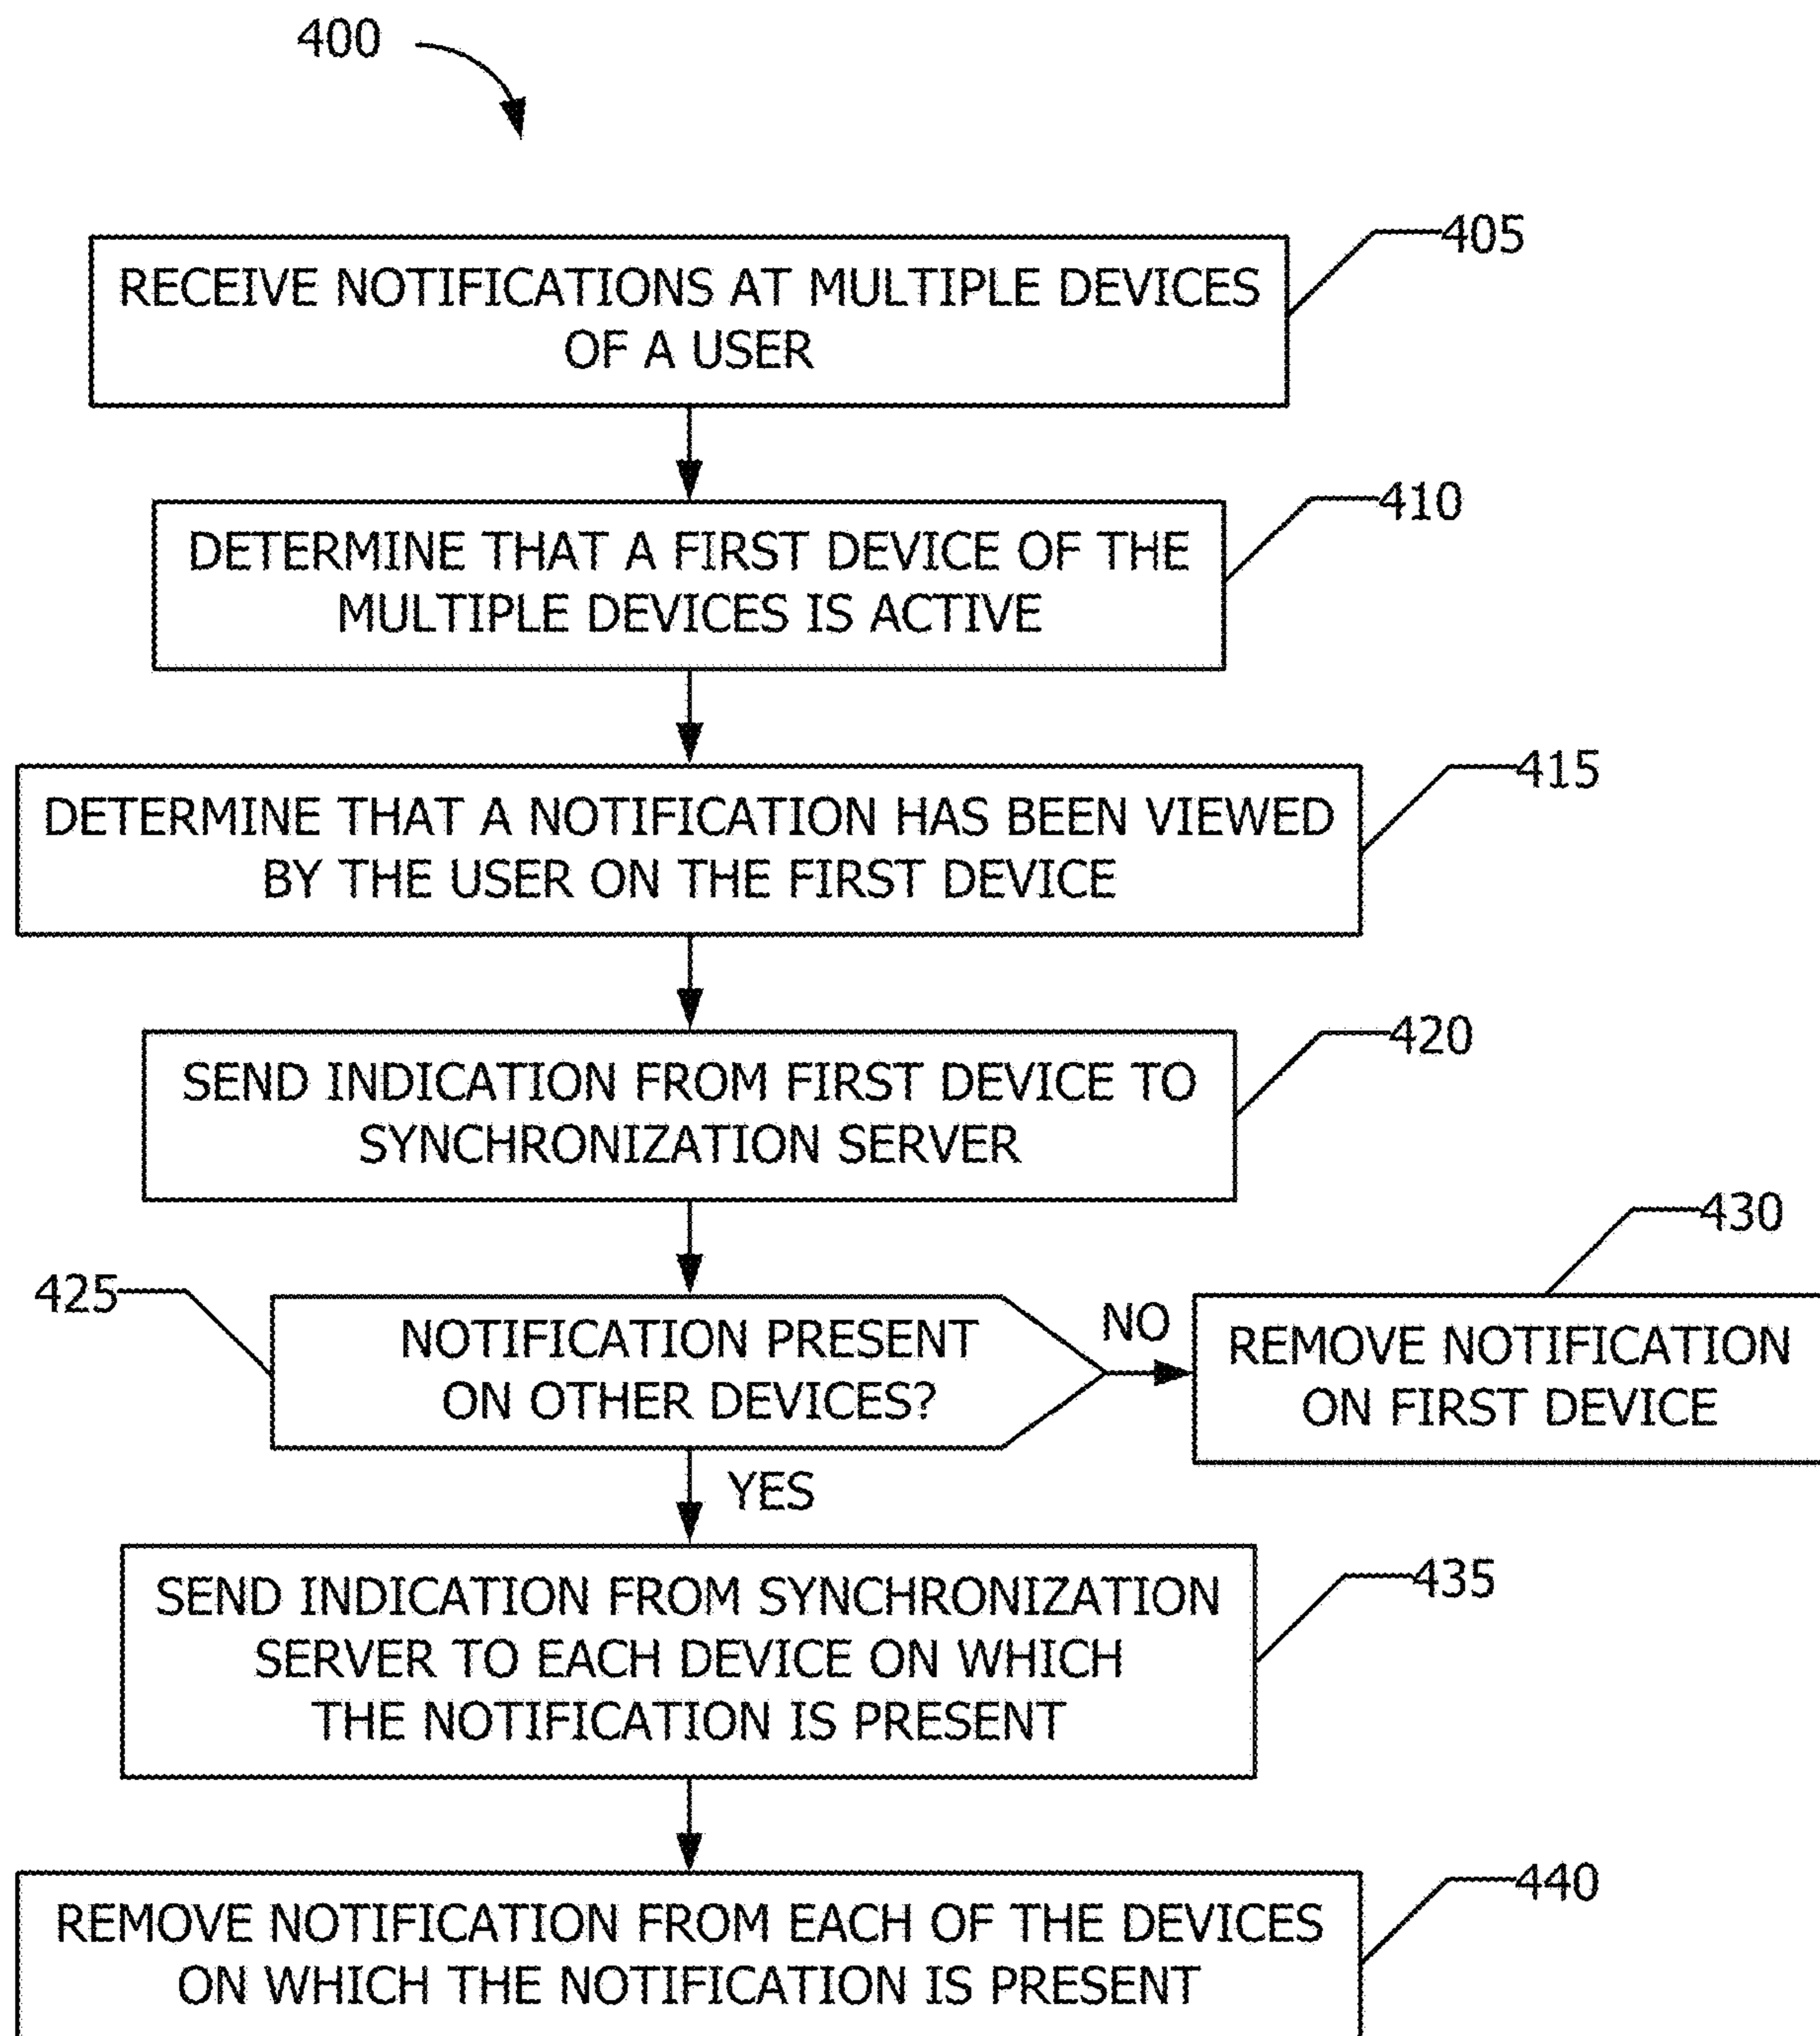 400
405
RECEIVE NOTIFICATIONS AT MULTIPLE DEVICES
OF A USER
410
DETERMINE THAT A FIRST DEVICE OF THE
MULTIPLE DEVICES IS ACTIVE
415
DETERMINE THAT A NOTIFICATION HAS BEEN VIEWED
BY THE USER ON THE FIRST DEVICE
420
SEND INDICATION FROM FIRST DEVICE TO
SYNCHRONIZATION SERVER
430
425
NOTIFICATION PRESENT
ON OTHER DEVICES?
NO
REMOVE NOTIFICATION
ON FIRST DEVICE
YES
435
SEND INDICATION FROM SYNCHRONIZATION
SERVER TO EACH DEVICE ON WHICH
THE NOTIFICATION IS PRESENT
440
REMOVE NOTIFICATION FROM EACH OF THE DEVICES
ON WHICH THE NOTIFICATION IS PRESENT